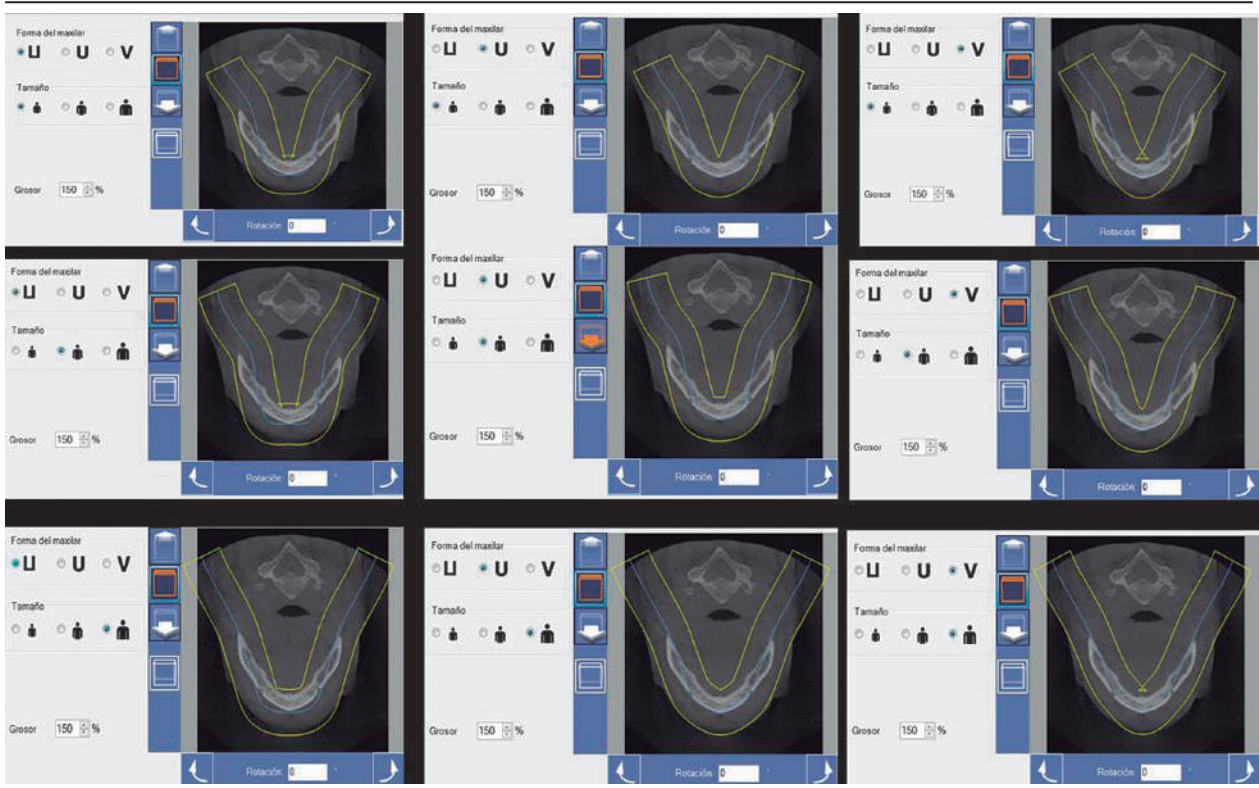 Forma del maxilar
U U V
Tamaño
Grosor 150 %
Rotación: 0 °
Forma del maxilar
U U V
Tamaño
Grosor 150 %
Rotación: 0 °
Forma del maxilar
U U V
Tamaño
Grosor 150 %
Rotación: 0 °
Forma del maxilar
U U V
Tamaño
Grosor 150 %
Rotación: 0 °
Forma del maxilar
U U V
Tamaño
Grosor 150 %
Rotación: 0 °
Forma del maxilar
U U V
Tamaño
Grosor 150 %
Rotación: 0 °
Forma del maxilar
U U V
Tamaño
Grosor 150 %
Rotación: 0 °
Forma del maxilar
U U V
Tamaño
Grosor 150 %
Rotación: 0 °
Forma del maxilar
U U V
Tamaño
Grosor 150 %
Rotación: 0 °